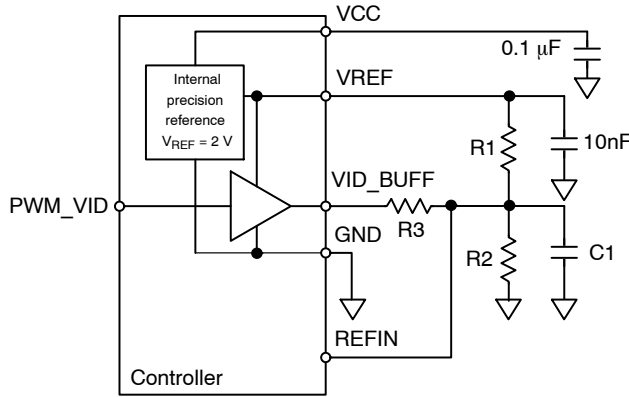 VCC
0.1 μF
Internal
precision
reference
V_REF = 2 V
VREF
R1
10nF
PWM_VID
VID_BUFF
R3
GND
R2
C1
REFIN
Controller